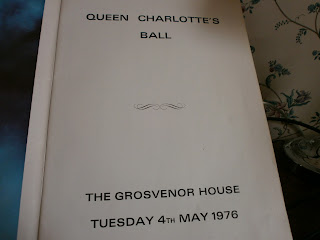 QUEEN CHARLOTTE'S
BALL
THE GROSVENOR HOUSE
TUESDAY 4TH MAY 1976